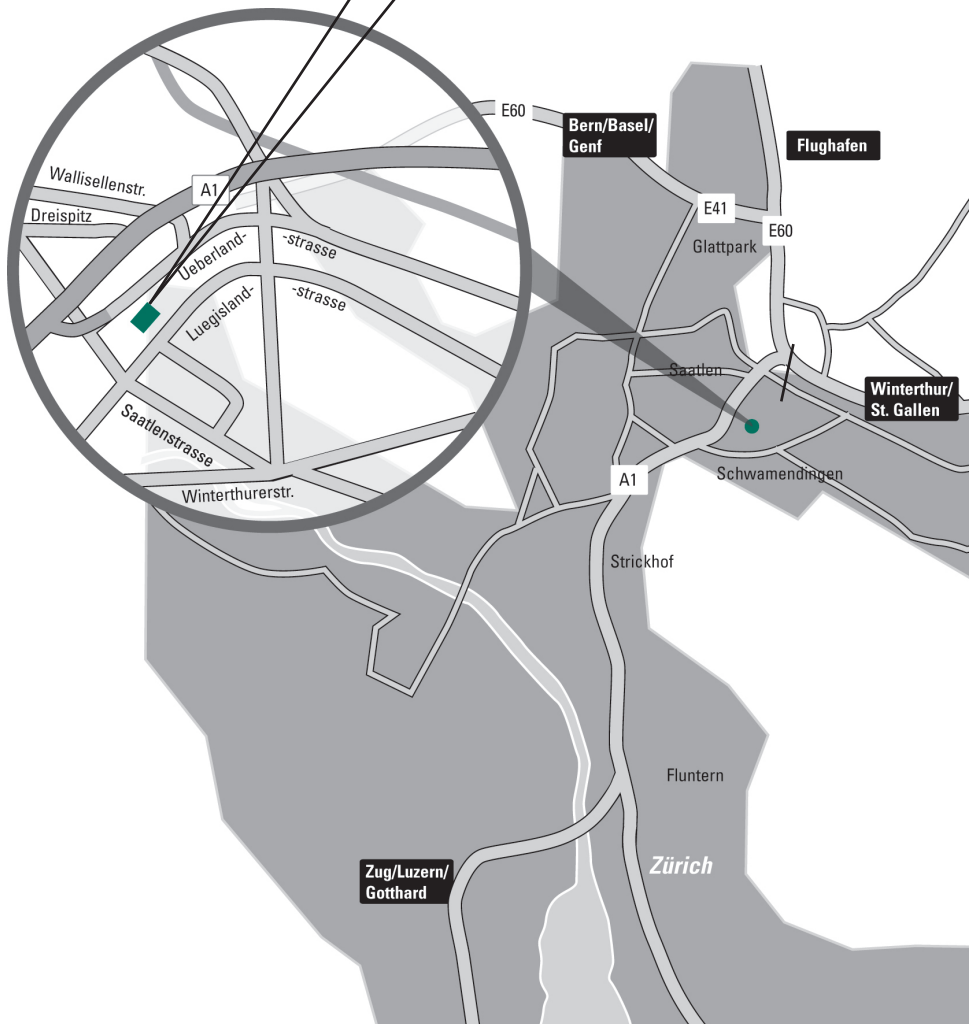 E60
Bern/Basel/
Genf
Flughafen
Wallisellenstr.
A1
Dreispitz
E41
E60
Glattpark
Ueberland-
-strasse
Luegisland-
-strasse
Saatlen
Winterthur/
St. Gallen
Saatlenstrasse
Schwamendingen
A1
Winterthurerstr.
Strickhof
Fluntern
Zürich
Zug/Luzern/
Gotthard